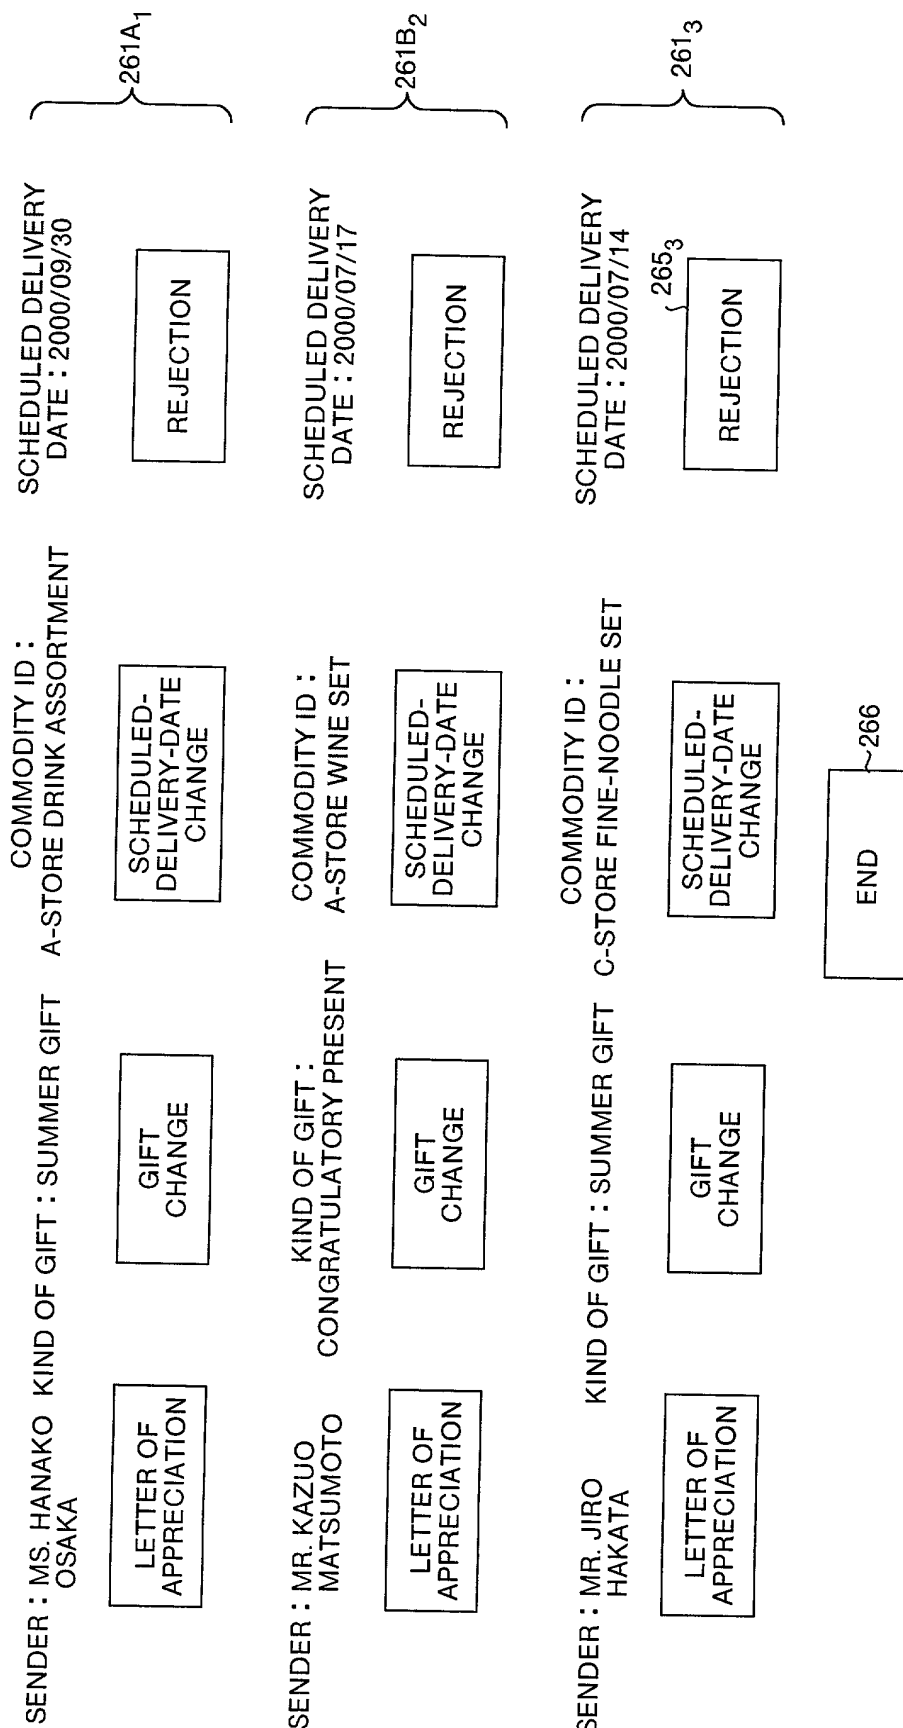 SENDER : MS. HANAKO
OSAKA
KIND OF GIFT : SUMMER GIFT
COMMODITY ID :
A-STORE DRINK ASSORTMENT
SCHEDULED DELIVERY
DATE : 2000/09/30
LETTER OF
APPRECIATION
GIFT
CHANGE
SCHEDULED-
DELIVERY-DATE
CHANGE
REJECTION
261A1
SENDER : MR. KAZUO
MATSUMOTO
KIND OF GIFT :
CONGRATULATORY PRESENT
COMMODITY ID :
A-STORE WINE SET
SCHEDULED DELIVERY
DATE : 2000/07/17
LETTER OF
APPRECIATION
GIFT
CHANGE
SCHEDULED-
DELIVERY-DATE
CHANGE
REJECTION
261B2
SENDER : MR. JIRO
HAKATA
KIND OF GIFT : SUMMER GIFT
COMMODITY ID :
C-STORE FINE-NOODLE SET
SCHEDULED DELIVERY
DATE : 2000/07/14
2653
LETTER OF
APPRECIATION
GIFT
CHANGE
SCHEDULED-
DELIVERY-DATE
CHANGE
REJECTION
2613
END
266